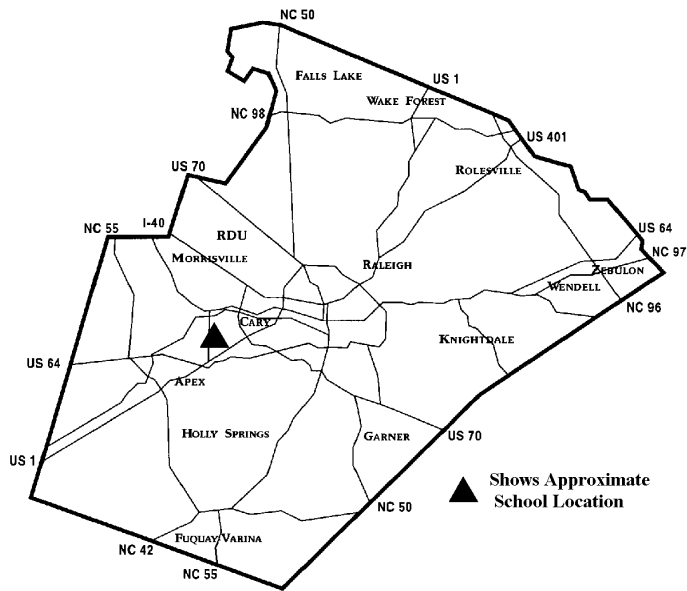 NC 50
FALLS LAKE
US 1
WAKE FOREST
NC 98
US 401
US 70
ROLESVILLE
I-40
NC 55
RDU
MORRISVILLE
US 64
NC 97
RALEIGH
ZEBULON
WENDELL
NC 96
CARY
KNIGHTDALE
US 64
APEX
HOLLY SPRINGS
GARNER
US 70
US 1
Shows Approximate
School Location
NC 50
FUQUAY VARINA
NC 42
NC 55